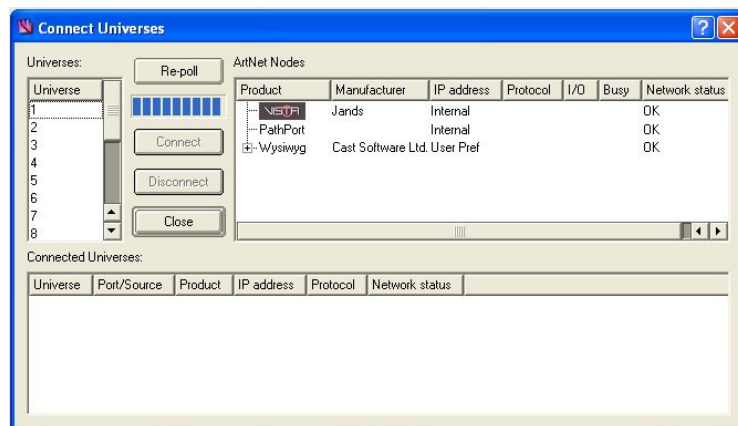 Connect Universes
Universes:
Re-poll
ArtNet Nodes
Universe
Product Manufacturer IP address Protocol I/O Busy Network status
1
VISTA Jands Internal OK
2
PathPort Internal OK
3
Connect
Wysiwyg Cast Software Ltd. User Pref OK
4
5
Disconnect
6
7
Close
8
Connected Universes:
Universe Port/Source Product IP address Protocol Network status